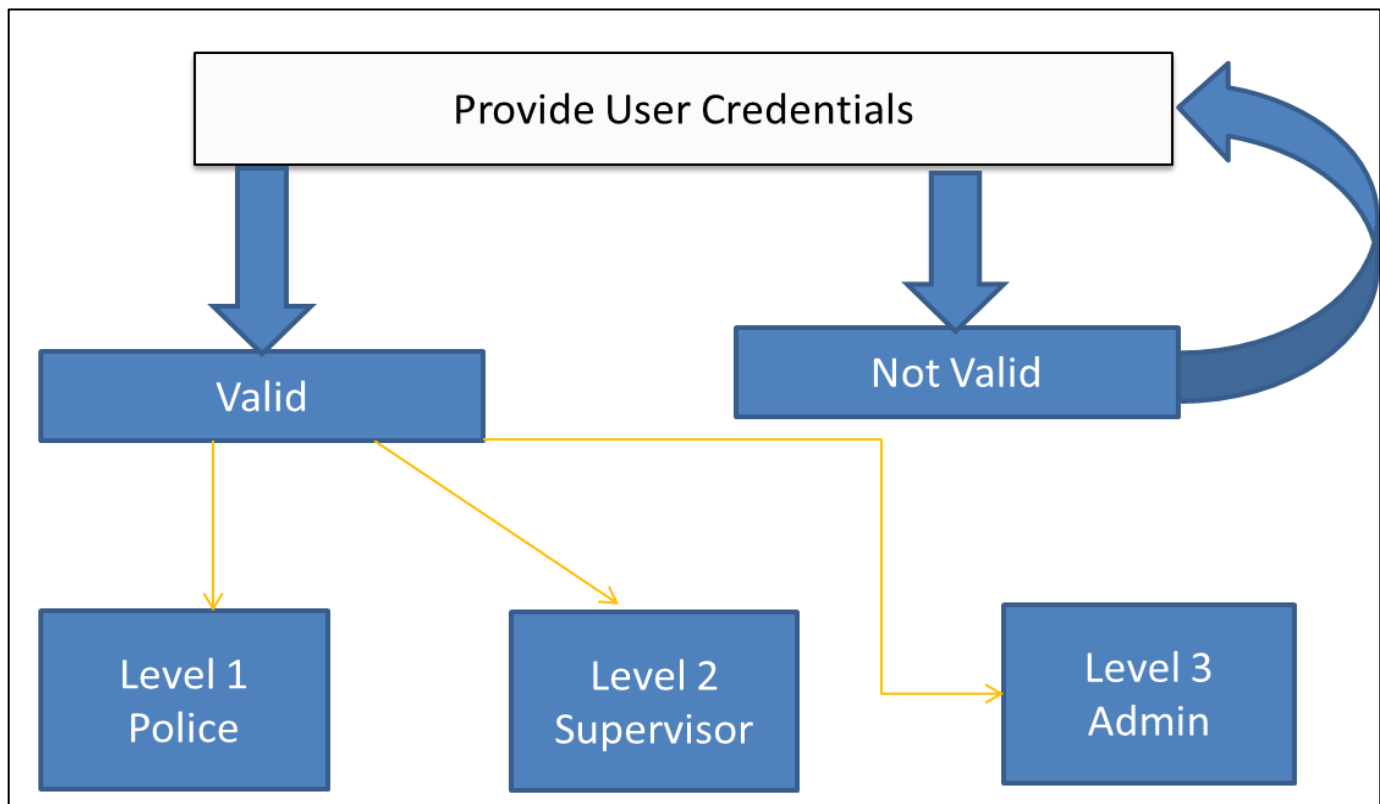 Provide User Credentials
Valid
Not Valid
Level 1
Police
Level 2
Supervisor
Level 3
Admin